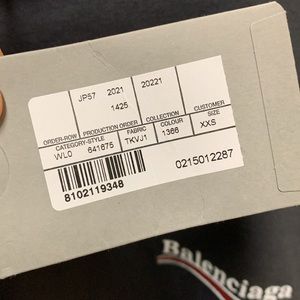 JP57 2021 20221
1425
ORDER-ROW PRODUCTION ORDER COLLECTION CUSTOMER
CATEGORY-STYLE FABRIC COLOUR SIZE
WL0 641675 TKVJ1 1366 XXS
8102119348 0215012287
Balenciaga